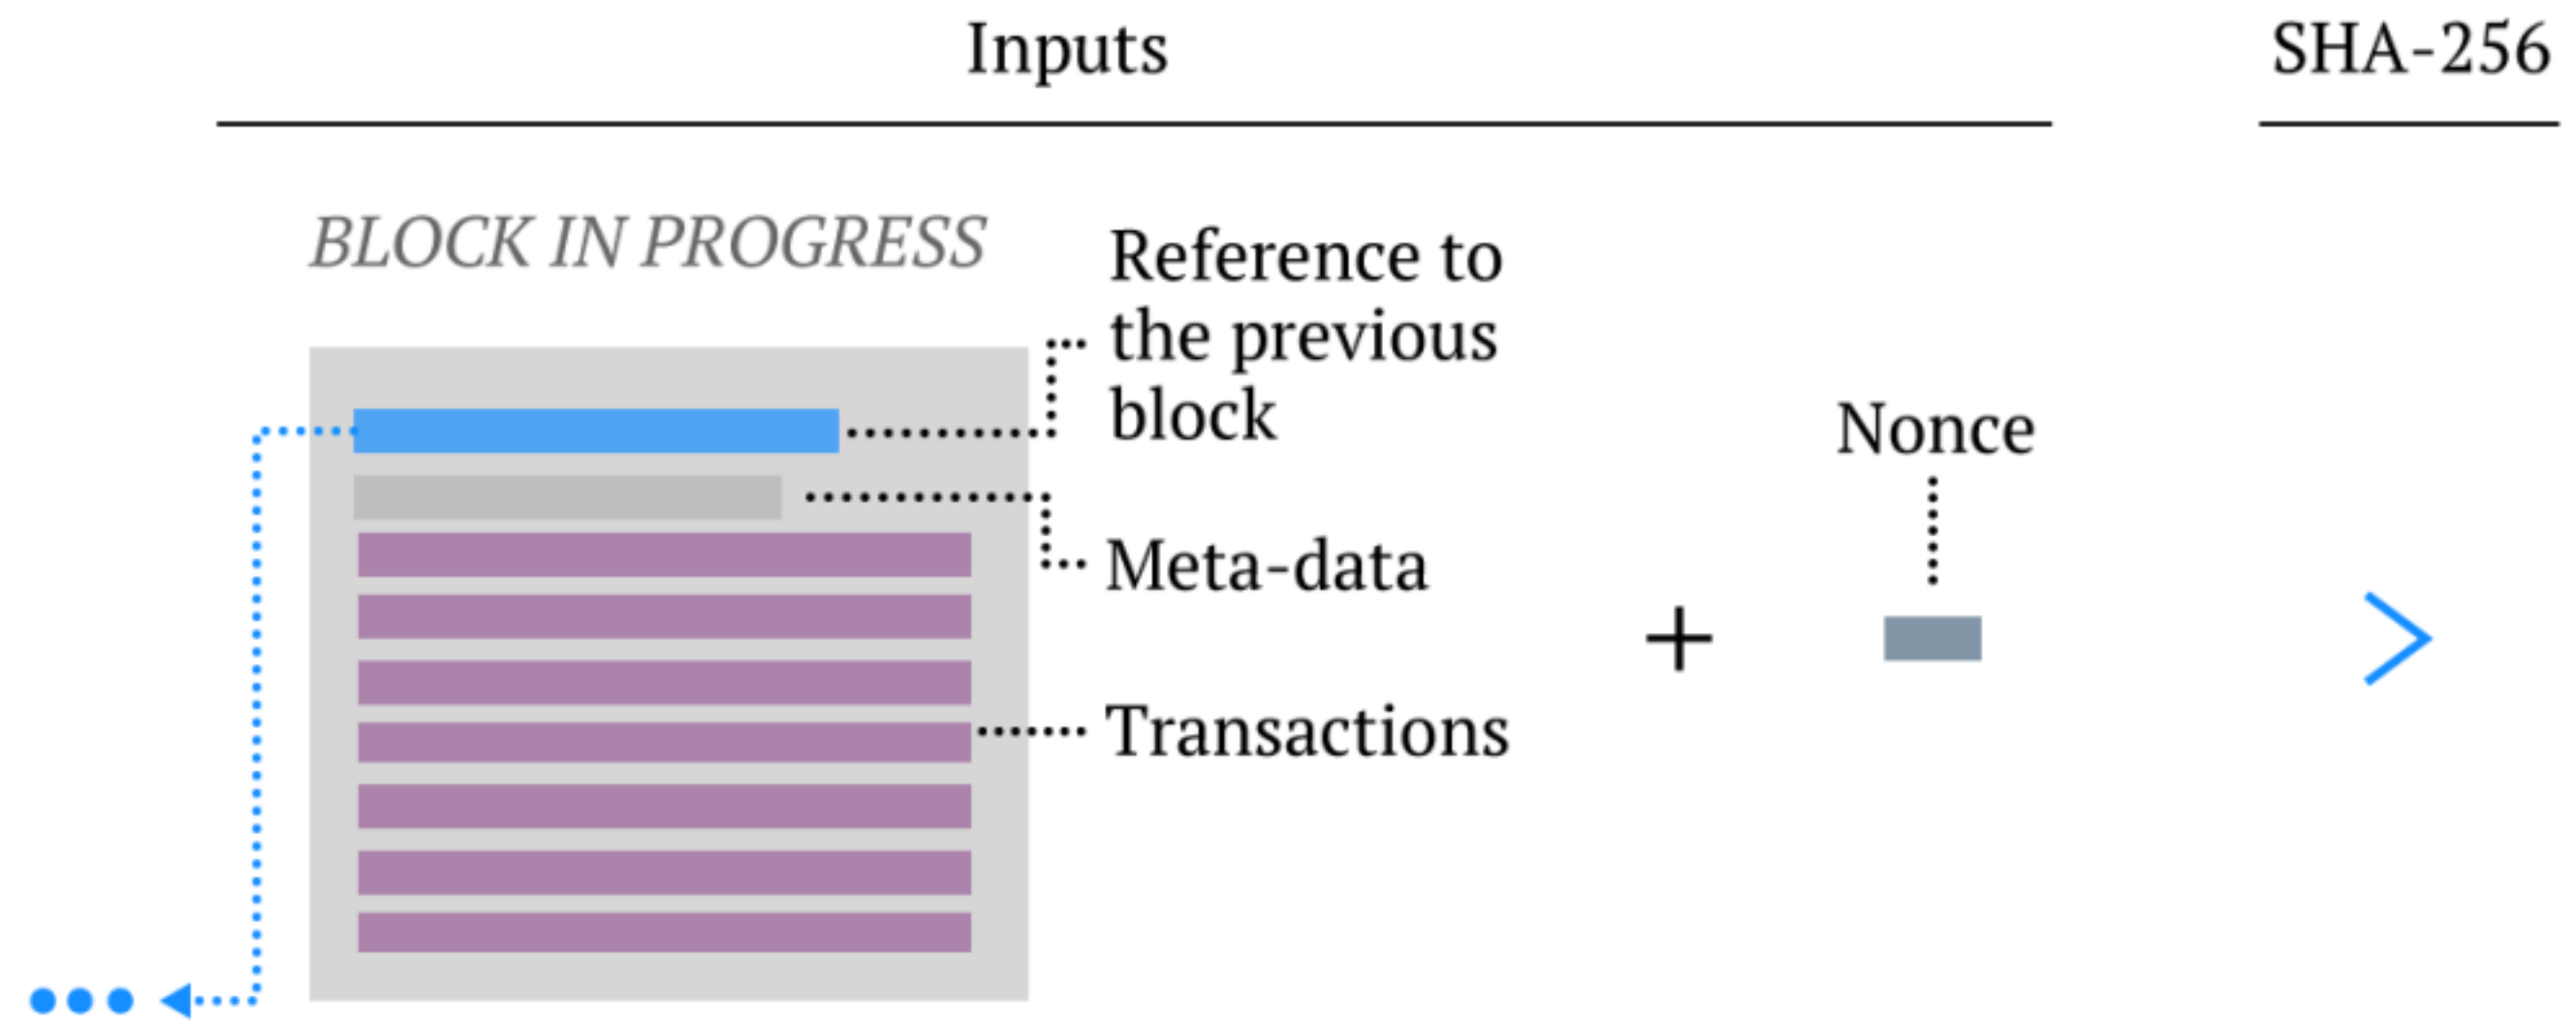 Inputs
SHA-256
BLOCK IN PROGRESS
Reference to
the previous
block
Nonce
Meta-data
+
Transactions